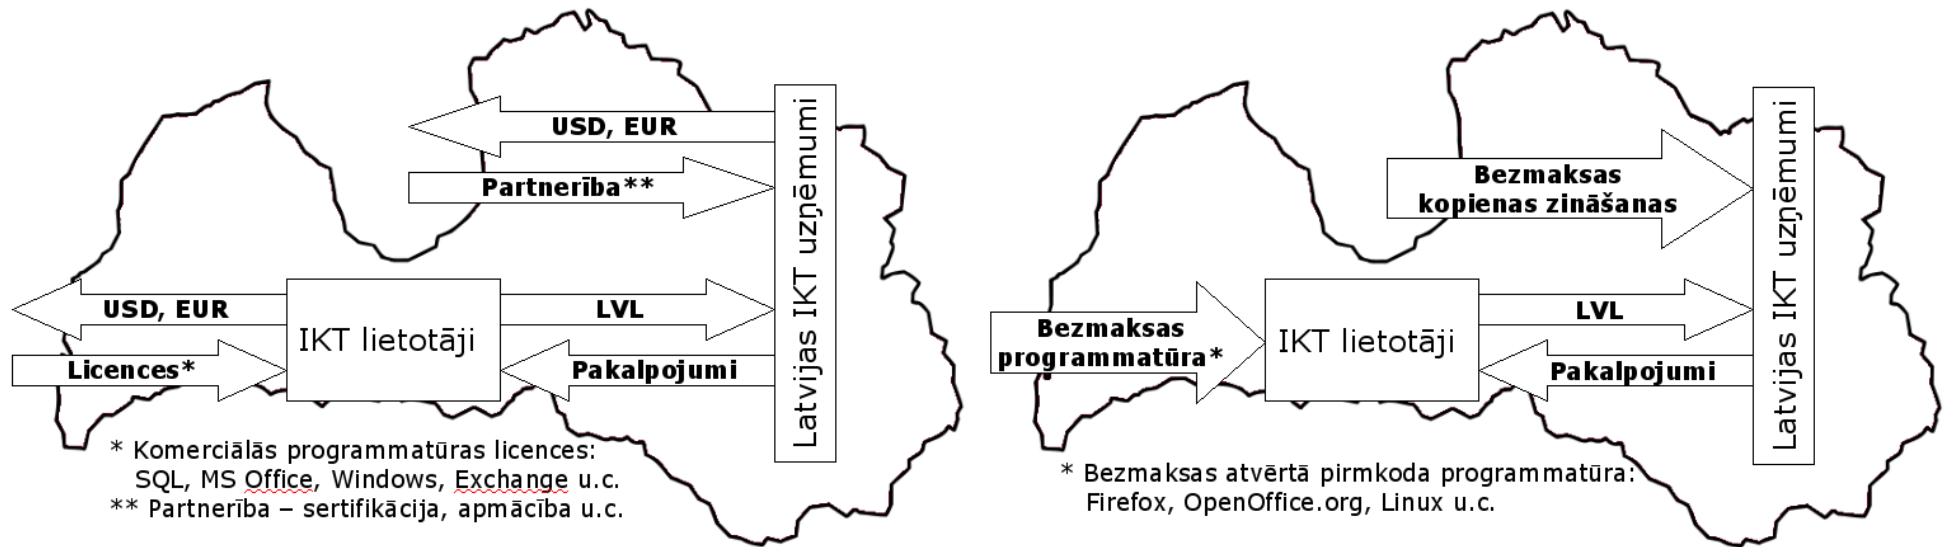 USD, EUR
Partnerība**
Latvijas IKT uzņēmumi
USD, EUR
IKT lietotāji
LVL
Licences*
Pakalpojumi
* Komerciālās programmatūras licences:
SQL, MS Office, Windows, Exchange u.c.
** Partnerība – sertifikācija, apmācība u.c.
Bezmaksas
kopienas zināšanas
Latvijas IKT uzņēmumi
Bezmaksas
programmatūra*
IKT lietotāji
LVL
Pakalpojumi
* Bezmaksas atvērtā pirmkoda programmatūra:
Firefox, OpenOffice.org, Linux u.c.